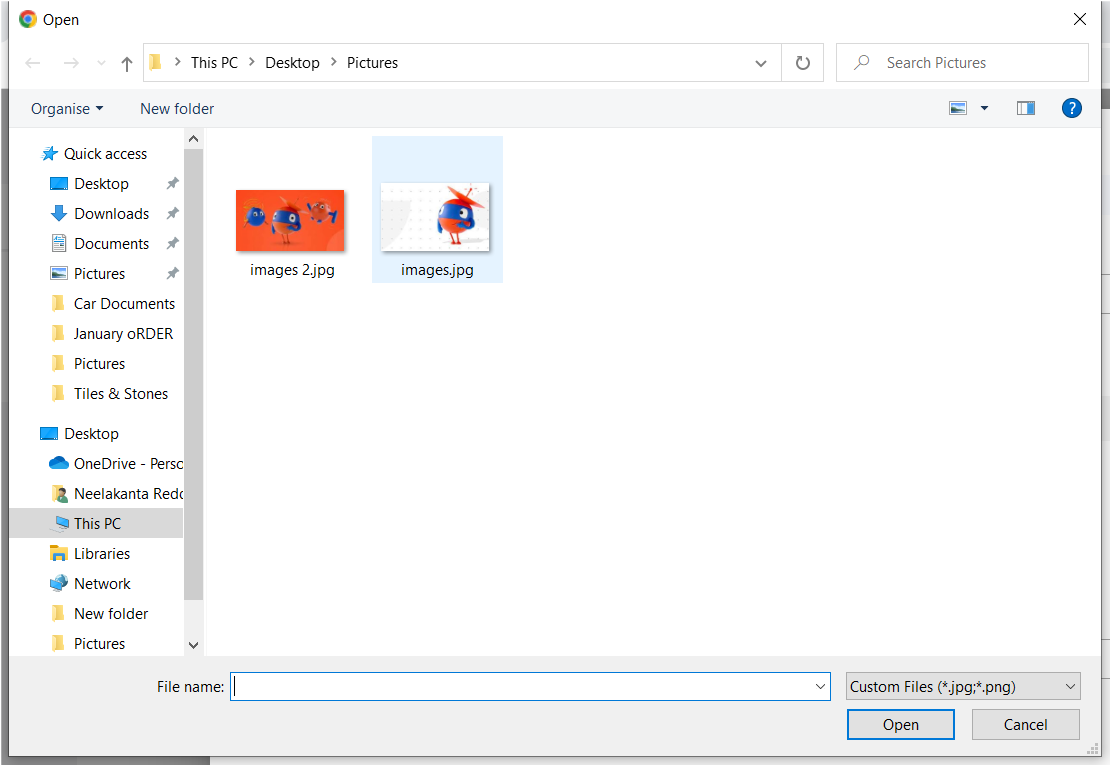 Open
This PC > Desktop > Pictures
Search Pictures
Organise
New folder
?
Quick access
Desktop
Downloads
Documents
Pictures
Car Documents
January oRDER
Pictures
Tiles & Stones
Desktop
OneDrive - Perso
Neelakanta Redd
This PC
Libraries
Network
New folder
Pictures
images 2.jpg
images.jpg
File name:
Custom Files (*.jpg;*.png)
Open
Cancel